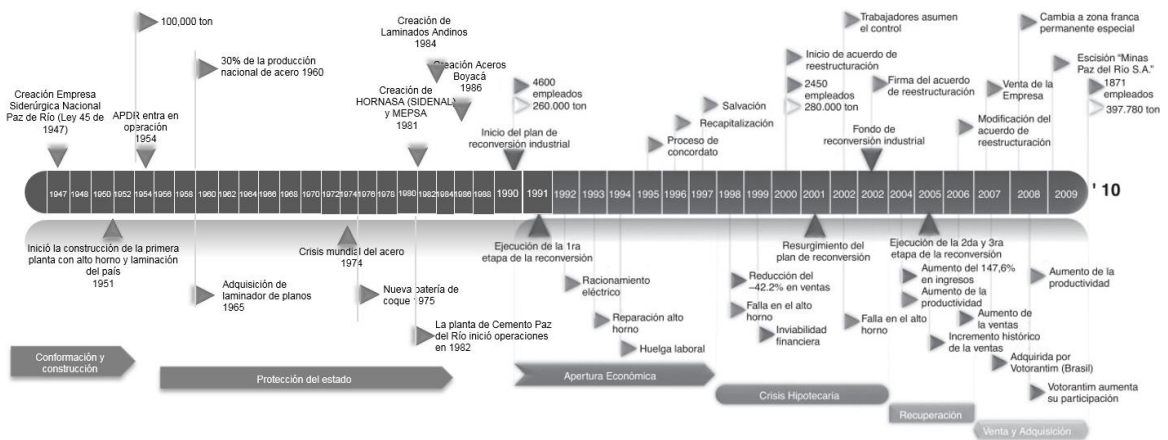 100,000 ton
30% de la producción
nacional de acero 1960
Creación Empresa
Siderúrgica Nacional
Paz de Río (Ley 45 de
1947)
APDR entra en
operación
1954
Creación de
Laminados Andinos
1984
Creación Aceros
Boyacá
1986
Creación de
HORNASA (SIDENAL)
y MEPSA
1981
4600
empleados
260.000 ton
Inicio del plan de
reconversión industrial
Salvación
Recapitalización
Proceso de
concordato
Trabajadores asumen
el control
Inicio de acuerdo de
reestructuración
2450
empleados
280.000 ton
Firma del acuerdo
de reestructuración
Fondo de
reconversión industrial
Cambia a zona franca
permanente especial
Escisión “Minas
Paz del Río S.A.”
1871
empleados
397.780 ton
Venta de la
Empresa
Modificación del
acuerdo de
reestructuración
1947 1948 1950 1952 1954 1956 1958 1960 1962 1964 1966 1968 1970 1972 1974 1976 1978 1980 1982 1984 1986 1988 1990 1991 1992 1993 1994 1995 1996 1997 1998 1999 2000 2001 2002 2002 2004 2005 2006 2007 2008 2009 ' 10
Inició la construcción de la primera
planta con alto horno y laminación
del país
1951
Adquisición de
laminador de planos
1965
Crisis mundial del acero
1974
Nueva batería de
coque 1975
La planta de Cemento Paz
del Río inició operaciones
en 1982
Ejecución de la 1ra
etapa de la reconversión
Racionamiento
eléctrico
Reparación alto
horno
Huelga laboral
Resurgimiento del
plan de reconversión
Reducción del
–42.2% en ventas
Falla en el alto
horno
Inviabilidad
financiera
Falla en el alto
horno
Ejecución de la 2da y 3ra
etapa de la reconversión
Aumento del 147,6%
en ingresos
Aumento de la
productividad
Aumento de
la ventas
Incremento histórico
de la ventas
Adquirida por
Votorantim (Brasil)
Votorantim aumenta
su participación
Aumento de la
productividad
Conformación y
construcción
Protección del estado
Apertura Económica
Crisis Hipotecaria
Recuperación
Venta y Adquisición